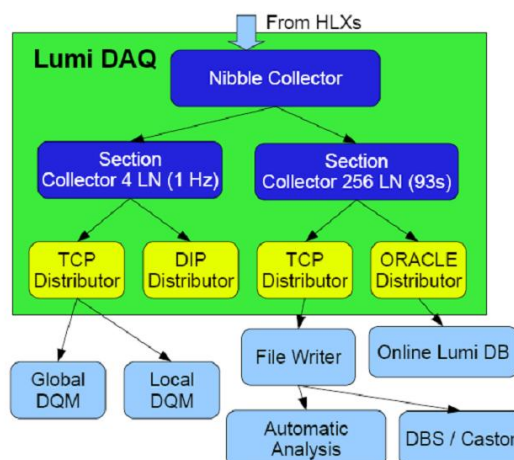 From HLXs
Lumi DAQ
Nibble Collector
Section
Collector 4 LN (1 Hz)
Section
Collector 256 LN (93s)
TCP
Distributor
DIP
Distributor
TCP
Distributor
ORACLE
Distributor
File Writer
Online Lumi DB
Global
DQM
Local
DQM
Automatic
Analysis
DBS / Castor